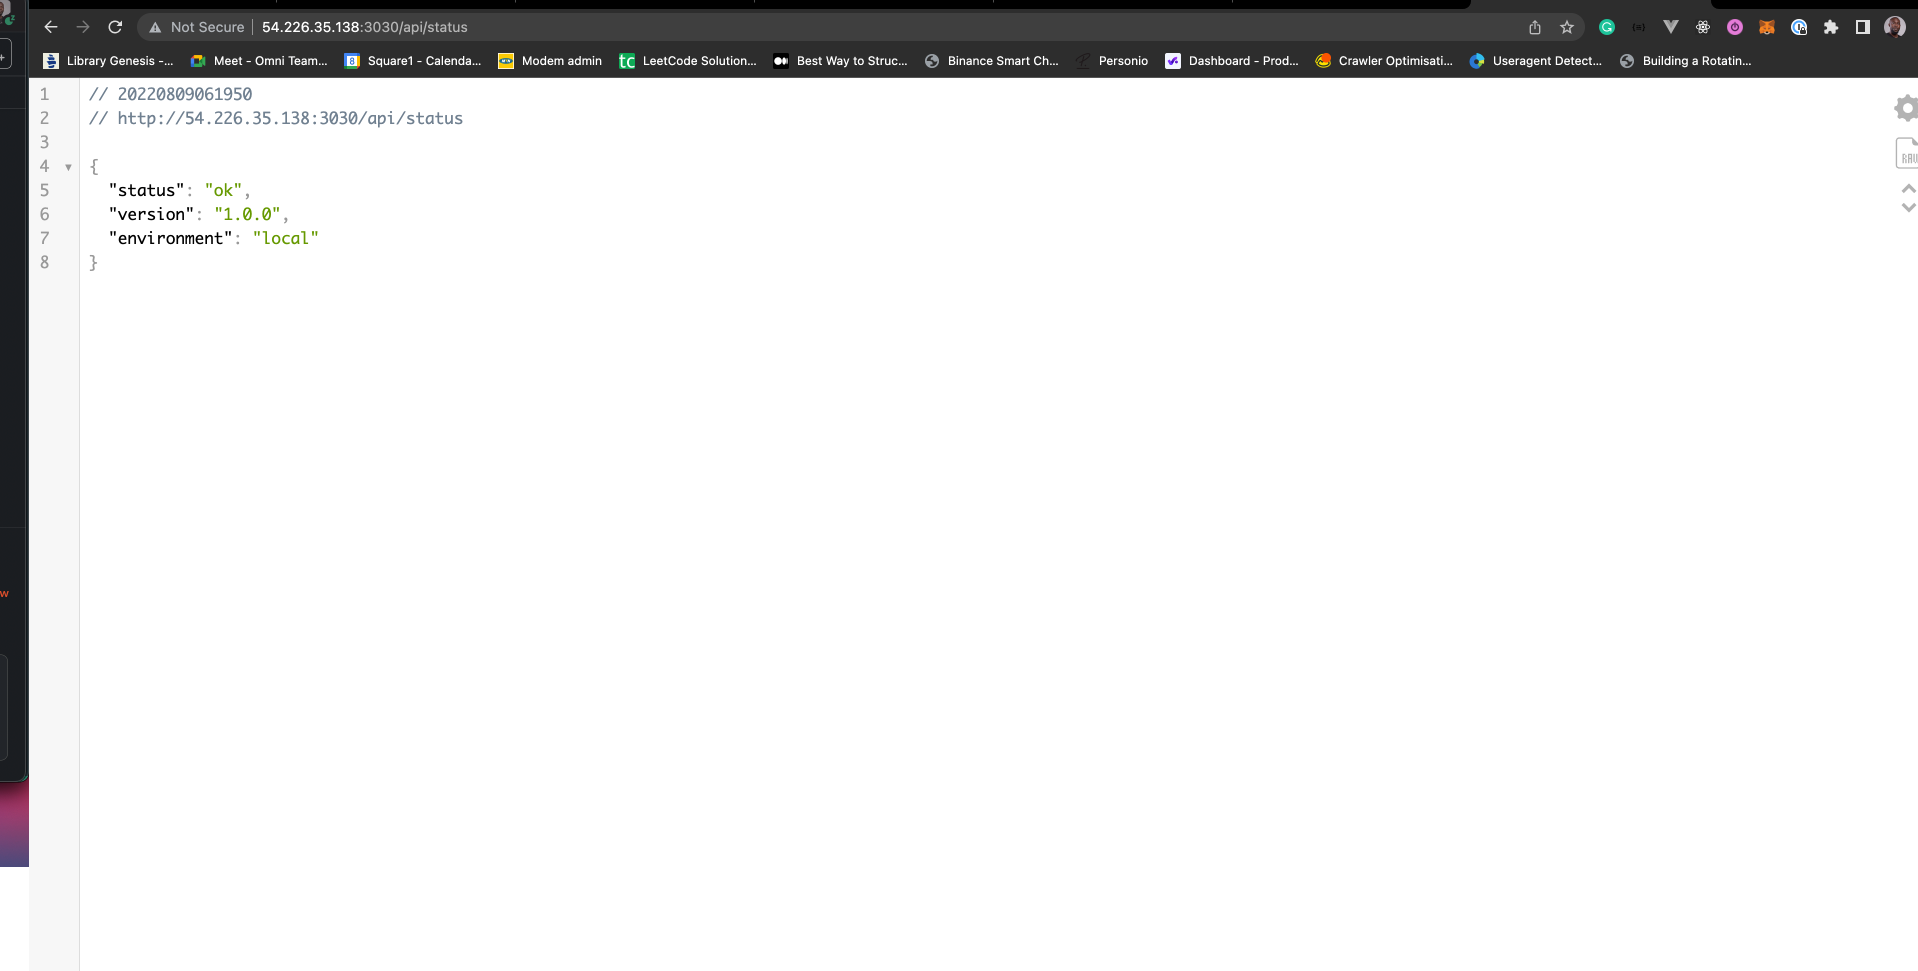 Not Secure 54.226.35.138:3030/api/status
Library Genesis -... Meet - Omni Team... 8 Square1 - Calenda... Modem admin tc LeetCode Solution... Best Way to Struc... Binance Smart Ch... Personio Dashboard - Prod... Crawler Optimisati... Useragent Detect... Building a Rotatin...
1 // 20220809061950
2 // http://54.226.35.138:3030/api/status
3
4 {
5 "status": "ok",
6 "version": "1.0.0",
7 "environment": "local"
8 }
RAW
w